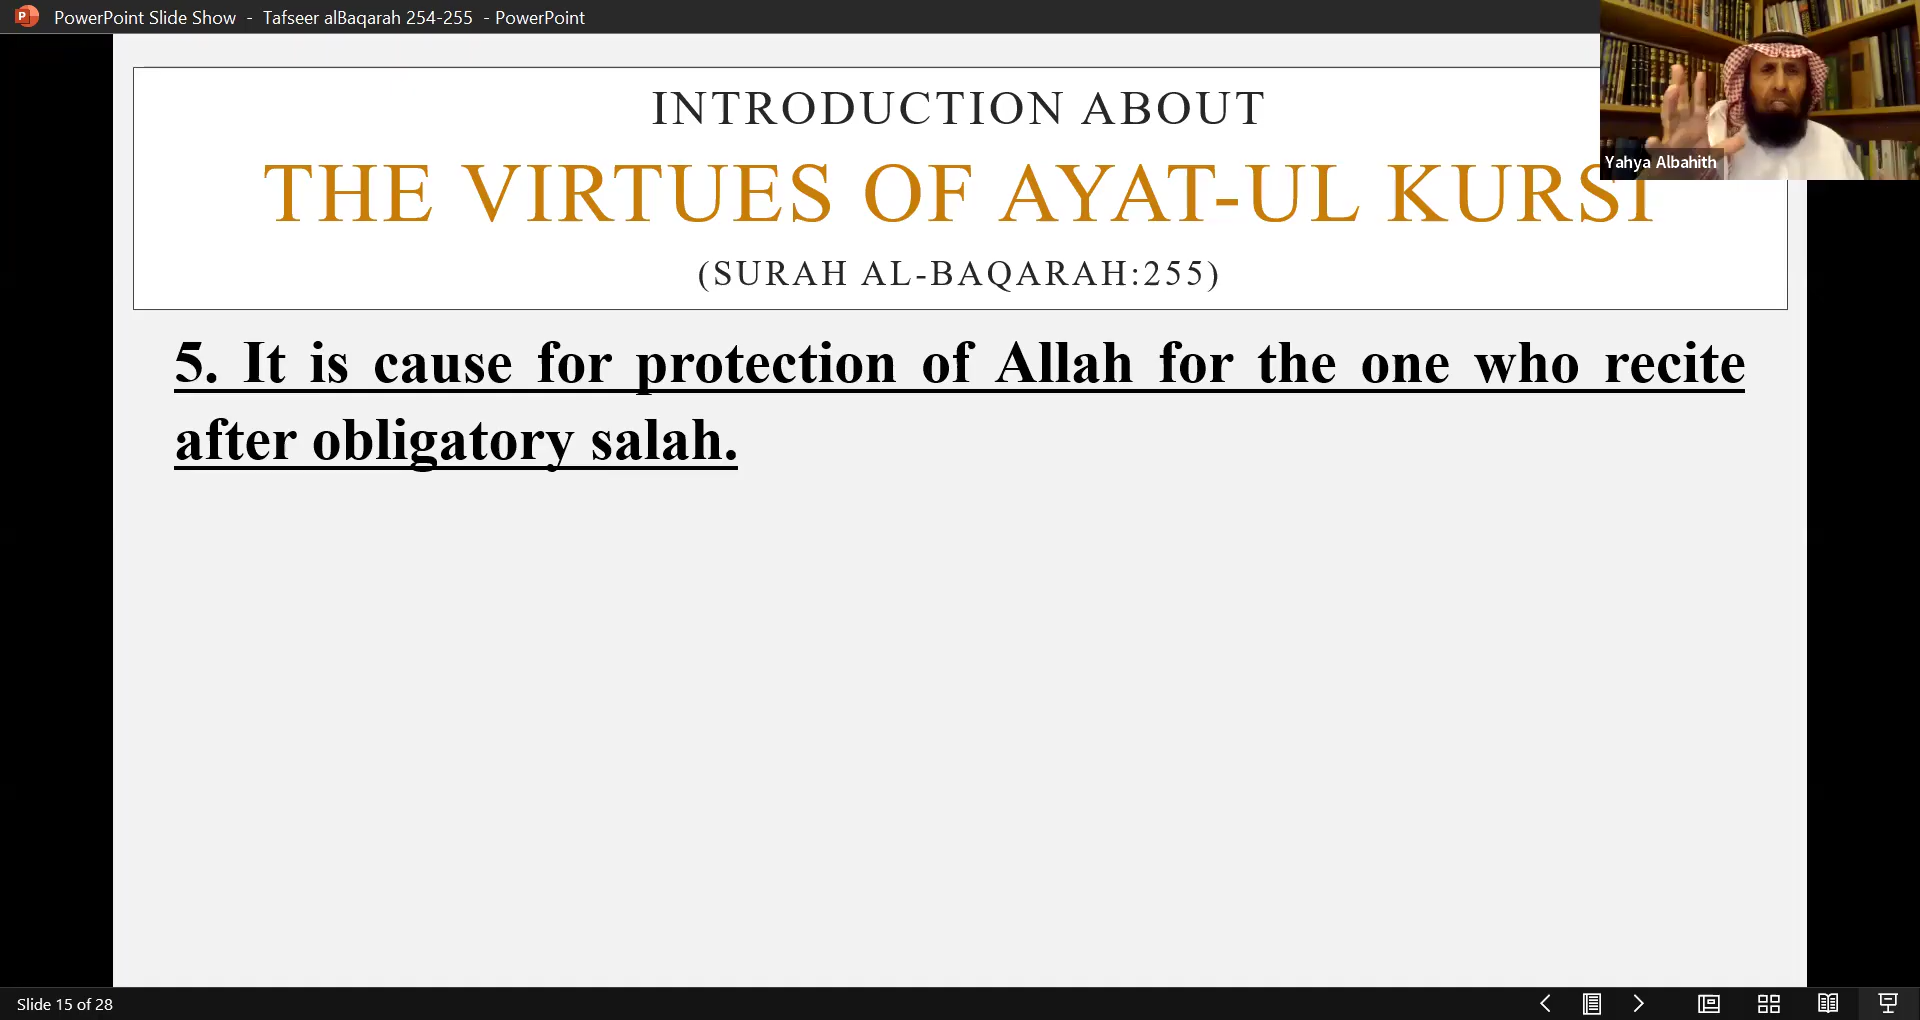 PowerPoint Slide Show - Tafseer alBaqarah 254-255 - PowerPoint
Yahya Albahith
INTRODUCTION ABOUT
THE VIRTUES OF AYAT-UL KURSI
(SURAH AL-BAQARAH:255)
5. It is cause for protection of Allah for the one who recite
after obligatory salah.
Slide 15 of 28